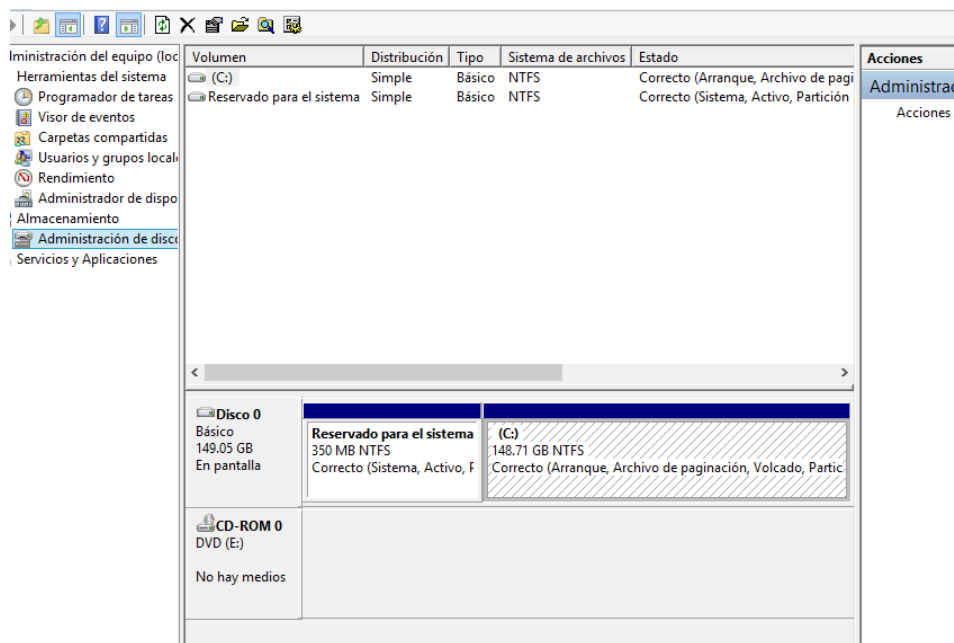 lministración del equipo (loc
Herramientas del sistema
Programador de tareas
Visor de eventos
Carpetas compartidas
Usuarios y grupos local
Rendimiento
Administrador de dispo
Almacenamiento
Administración de disco
Servicios y Aplicaciones
Volumen Distribución Tipo Sistema de archivos Estado
(C:) Simple Básico NTFS Correcto (Arranque, Archivo de pagi
Reservado para el sistema Simple Básico NTFS Correcto (Sistema, Activo, Partición
Disco 0
Básico
149.05 GB
En pantalla
Reservado para el sistema
350 MB NTFS
Correcto (Sistema, Activo, P
(C:)
148.71 GB NTFS
Correcto (Arranque, Archivo de paginación, Volcado, Partic
CD-ROM 0
DVD (E:)
No hay medios
Acciones
Administrac
Acciones